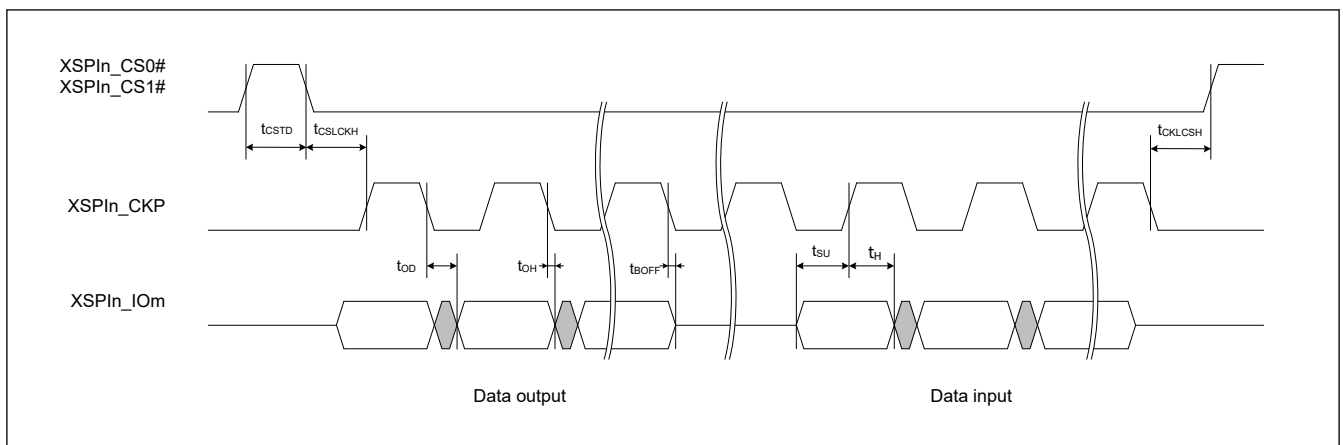 XSPIn_CS0#
XSPIn_CS1#
tCSTD
tCSLCKH
tCKLCSH
XSPIn_CKP
tOD
tOH
tBOFF
tSU
tH
XSPIn_IOm
Data output
Data input